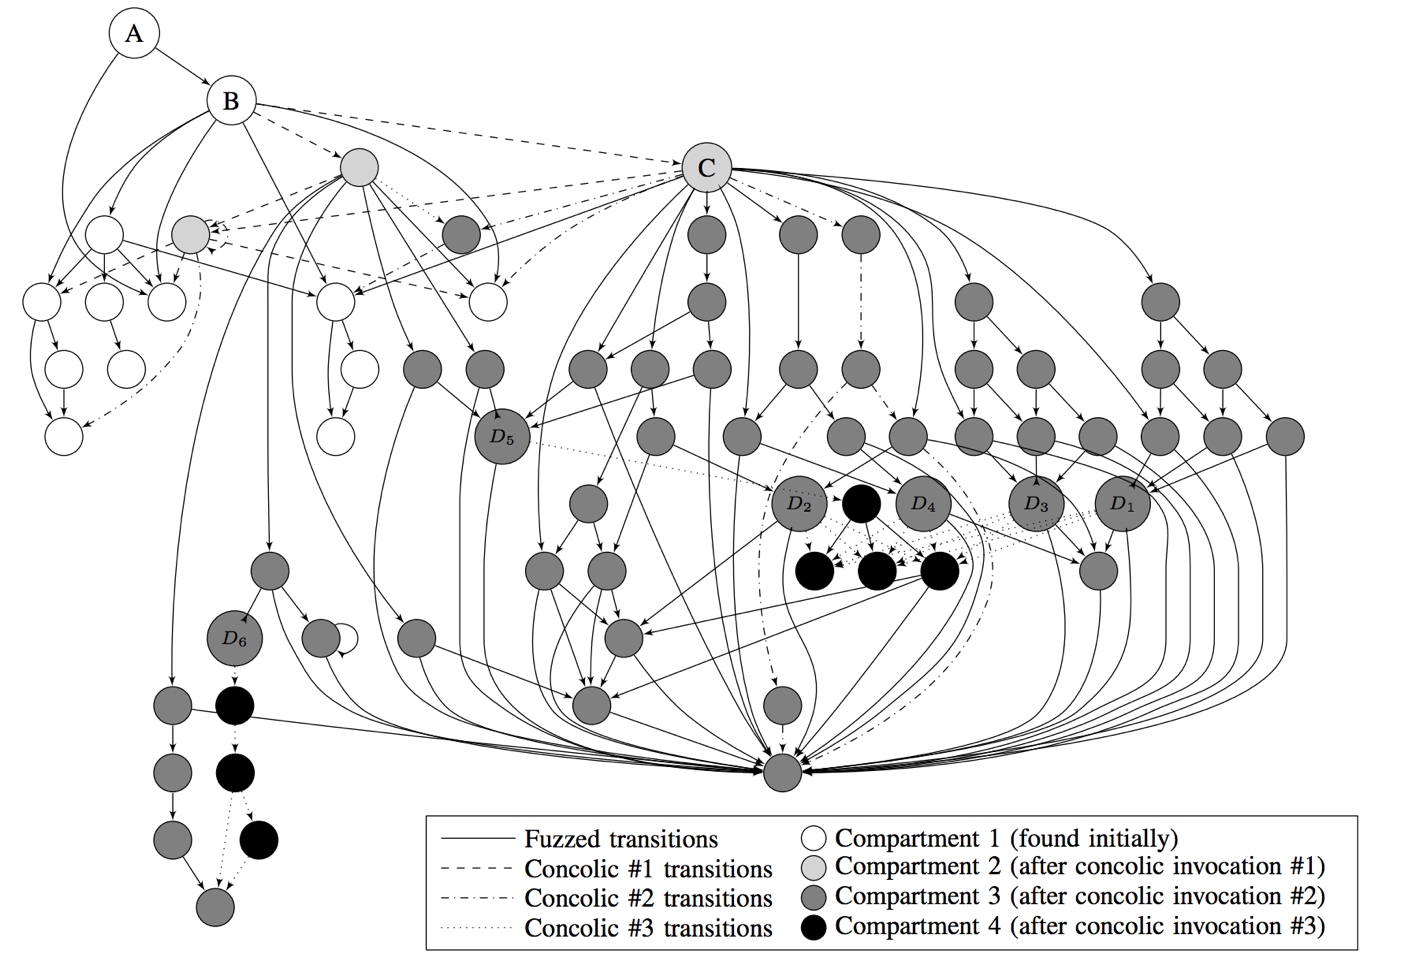 A
B
C
D5
D2
D4
D3
D1
D6
Fuzzed transitions
Concolic #1 transitions
Concolic #2 transitions
Concolic #3 transitions
Compartment 1 (found initially)
Compartment 2 (after concolic invocation #1)
Compartment 3 (after concolic invocation #2)
Compartment 4 (after concolic invocation #3)